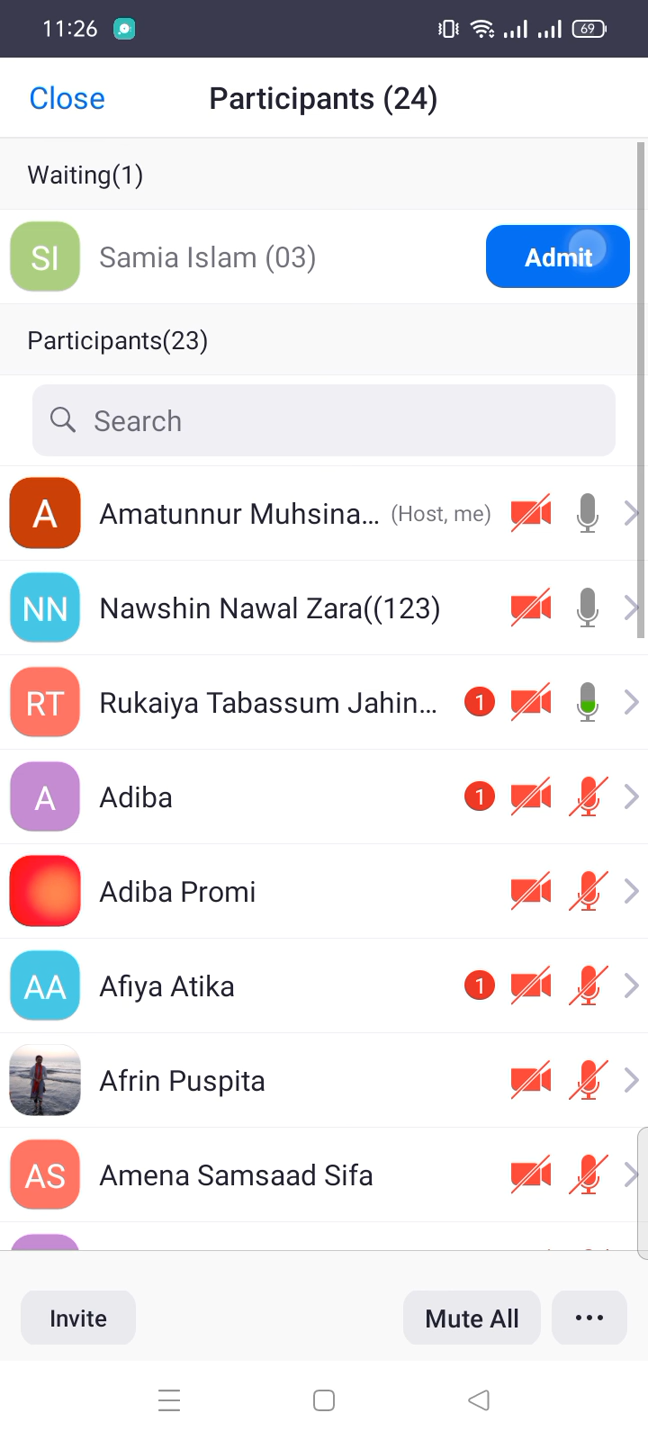 11:26
69
Close
Participants (24)
Waiting(1)
SI
Samia Islam (03)
Admit
Participants(23)
Search
A
Amatunnur Muhsina... (Host, me)
NN
Nawshin Nawal Zara((123)
RT
Rukaiya Tabassum Jahin... 1
A
Adiba 1
Adiba Promi
AA
Afiya Atika 1
Afrin Puspita
AS
Amena Samsaad Sifa
Invite
Mute All
...